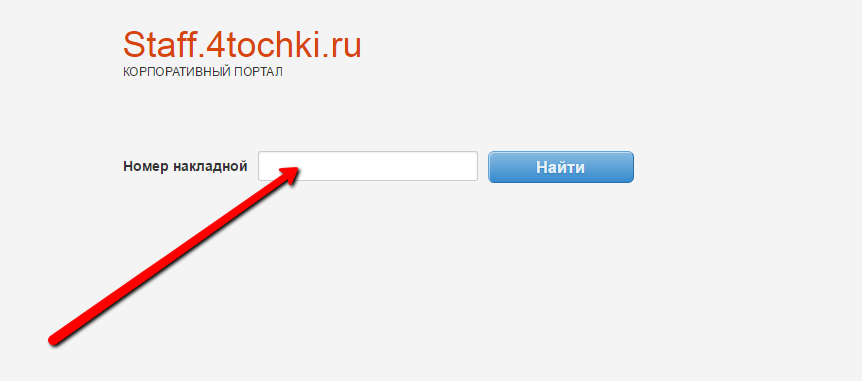 Staff.4tochki.ru
КОРПОРАТИВНЫЙ ПОРТАЛ
Номер накладной Найти